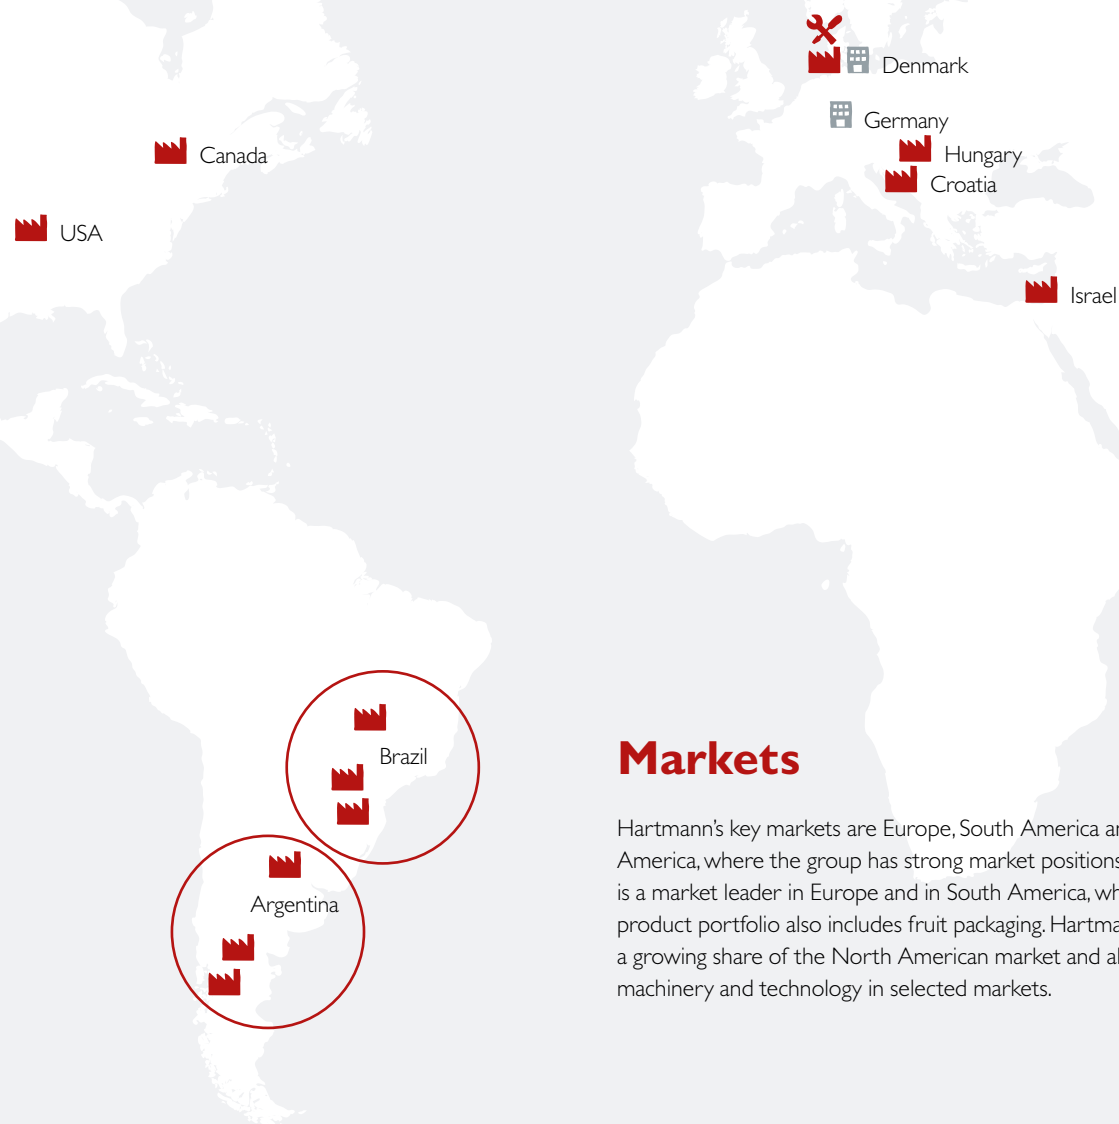 Denmark
Germany
Canada
Hungary
Croatia
USA
Israel
Brazil
Argentina
Markets
Hartmann's key markets are Europe, South America
America, where the group has strong market positions
is a market leader in Europe and in South America,
product portfolio also includes fruit packaging.
a growing share of the North American market and
machinery and technology in selected markets.